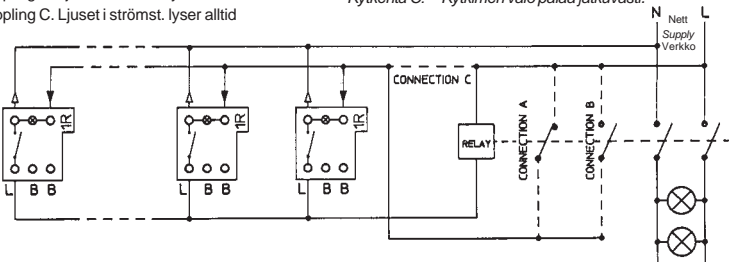 ppling C. Ljuset i strömst. lyser alltid
Kytkentä C. Kytkimen valo palaa jatkuvasti.
N Nett L
Supply
Verkko
CONNECTION C
1R 1R 1R
CONNECTION A
CONNECTION B
RELAY
L B B L B B L B B